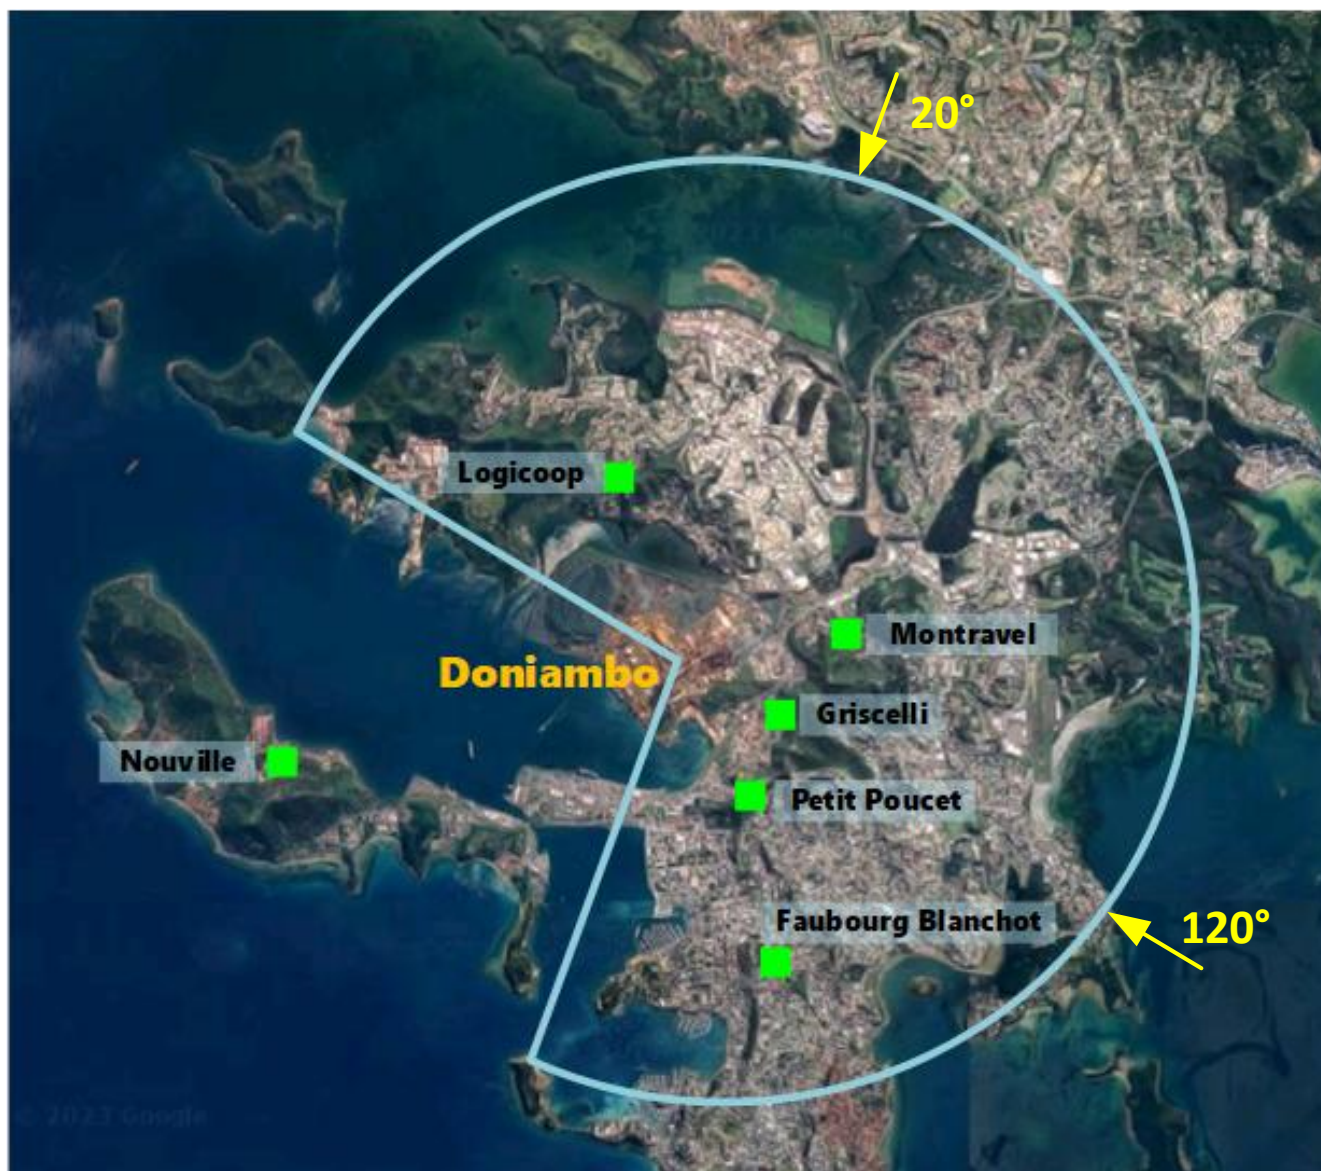 20°
Logicoop
Montravel
Doniambo
Griscelli
Nouville
Petit Poucet
Faubourg Blanchot
120°
© 2023 Google